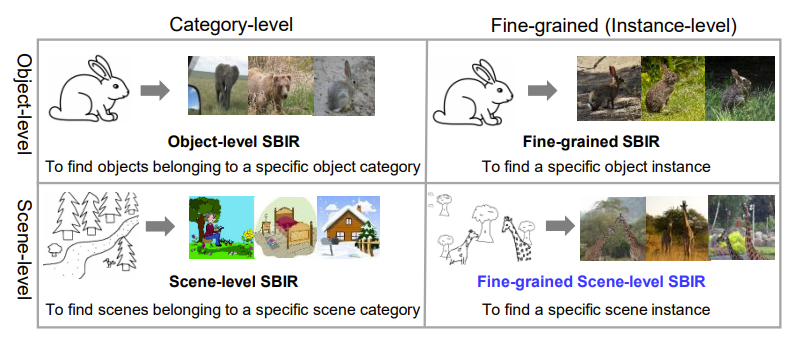 Category-level
Fine-grained (Instance-level)
Object-level
Object-level SBIR
To find objects belonging to a specific object category
Fine-grained SBIR
To find a specific object instance
Scene-level
Scene-level SBIR
To find scenes belonging to a specific scene category
Fine-grained Scene-level SBIR
To find a specific scene instance